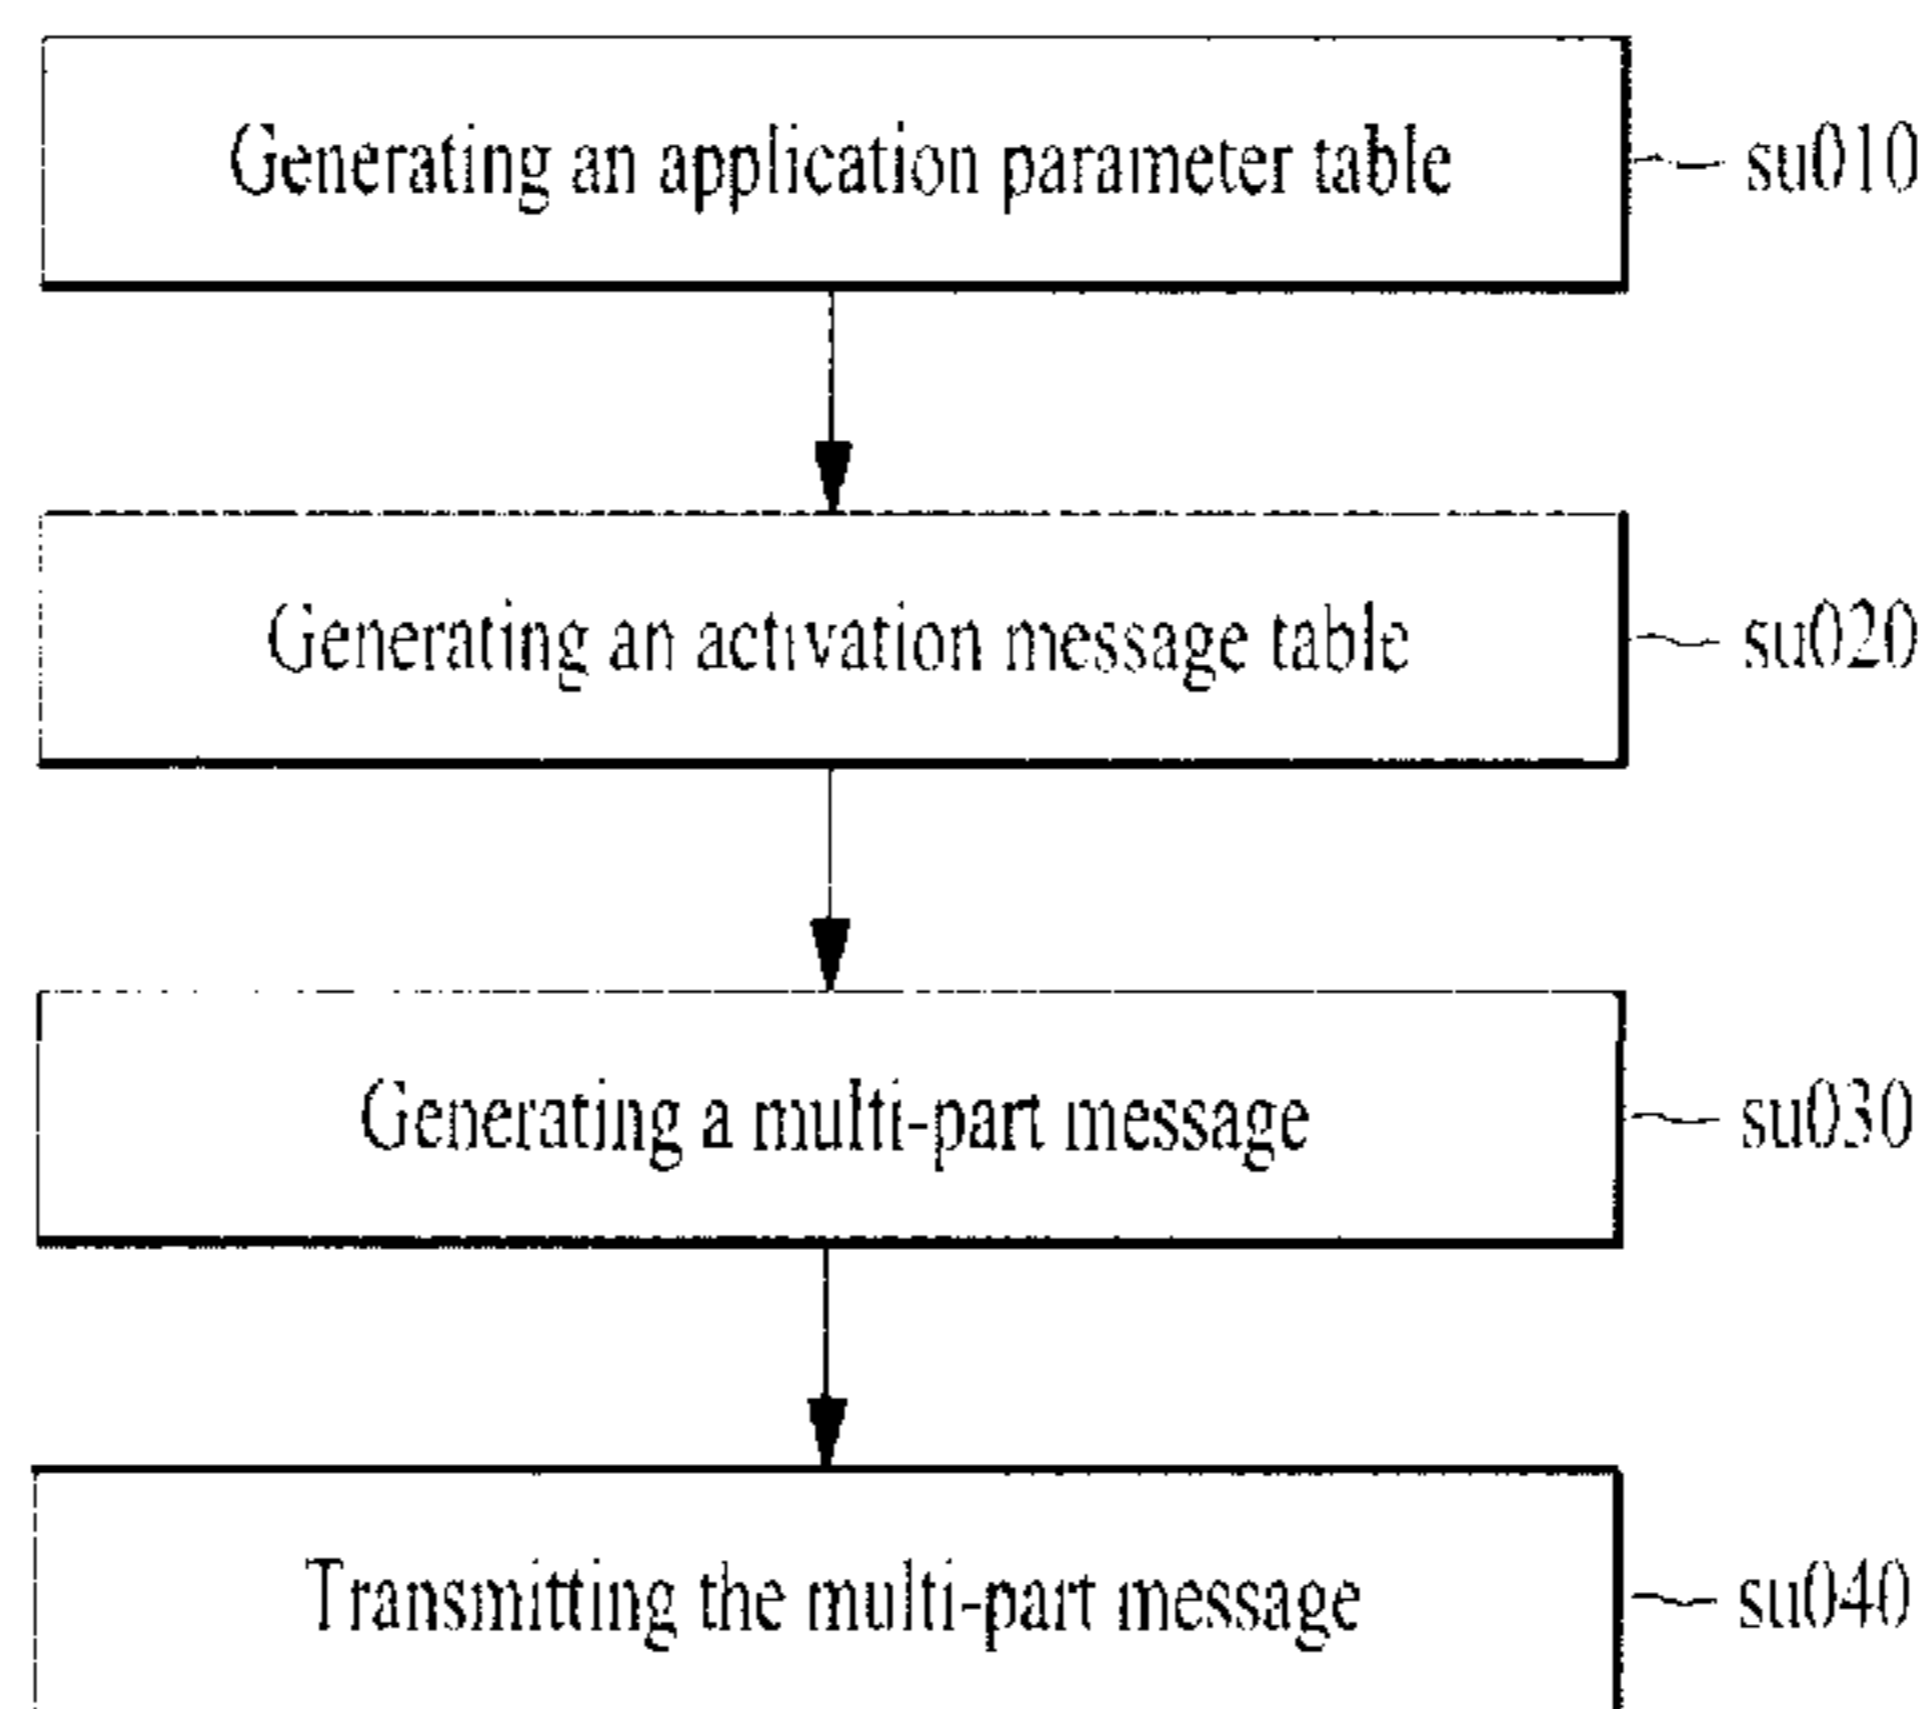 Generating an application parameter table su010
Generating an activation message table su020
Generating a multi-part message su030
Transmitting the multi-part message su040